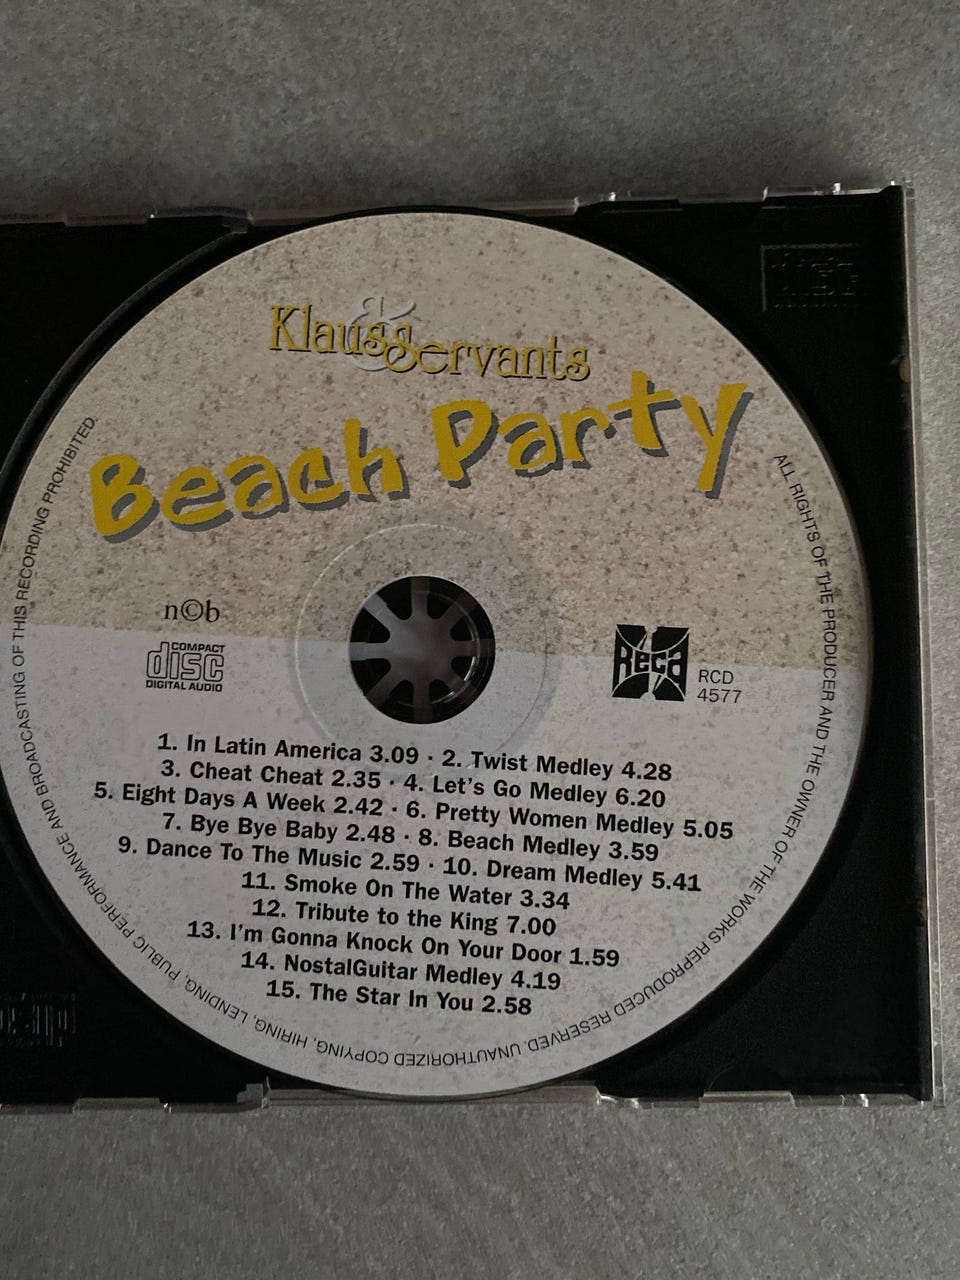 Klaus & Servants
Beach Party
n©b
COMPACT
disc
DIGITAL AUDIO
Reca
RCD
4577
1. In Latin America 3.09 · 2. Twist Medley 4.28
3. Cheat Cheat 2.35 · 4. Let's Go Medley 6.20
5. Eight Days A Week 2.42 · 6. Pretty Women Medley 5.05
7. Bye Bye Baby 2.48 · 8. Beach Medley 3.59
9. Dance To The Music 2.59 · 10. Dream Medley 5.41
11. Smoke On The Water 3.34
12. Tribute to the King 7.00
13. I'm Gonna Knock On Your Door 1.59
14. NostalGuitar Medley 4.19
15. The Star In You 2.58
ALL RIGHTS OF THE PRODUCER AND THE OWNER OF THE WORKS REPRODUCED RESERVED. UNAUTHORIZED COPYING, HIRING, LENDING, PUBLIC PERFORMANCE AND BROADCASTING OF THIS RECORDING PROHIBITED.
disc
disc